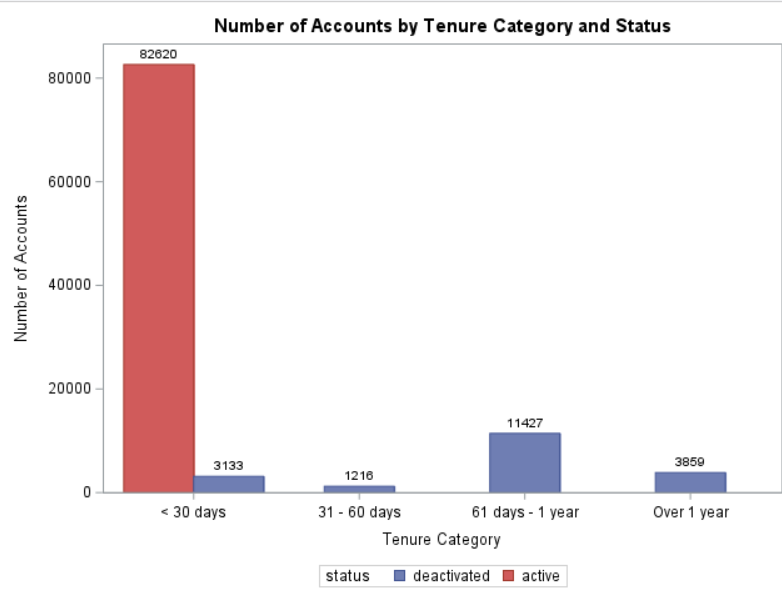 Number of Accounts by Tenure Category and Status
82620
80000
60000
40000
20000
0
Number of Accounts
3133
1216
11427
3859
< 30 days
31 - 60 days
61 days - 1 year
Over 1 year
Tenure Category
status deactivated active